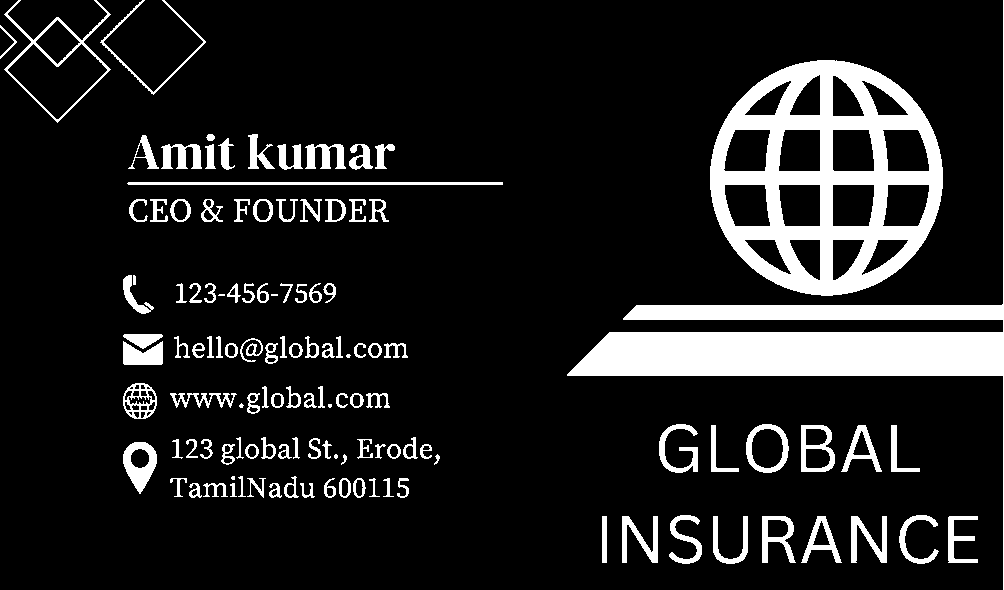 Amit kumar
CEO & FOUNDER
123-456-7569
hello@global.com
www.global.com
123 global St., Erode,
TamilNadu 600115
GLOBAL
INSURANCE